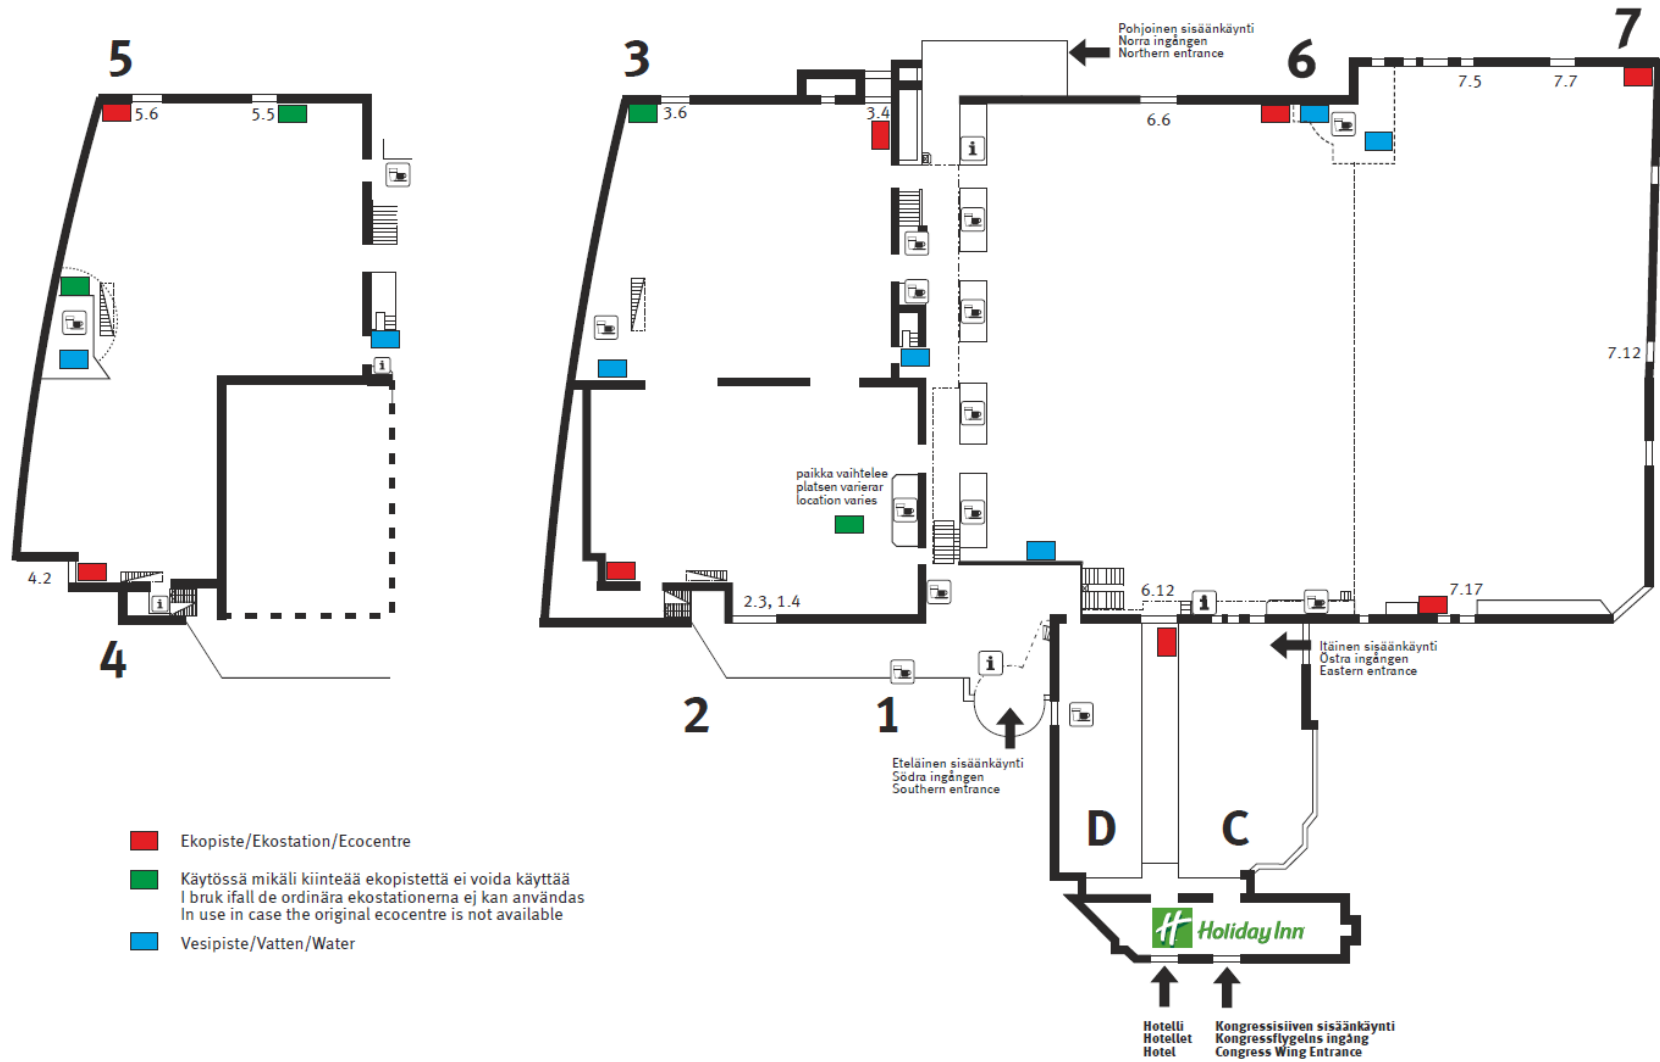 Pohjoinen sisäänkäynti
Norra ingången
Northern entrance
5
3
6
7
5.6
5.5
3.6
3.4
6.6
7.5
7.7
i
i
7.12
paikka vaihtelee
platsen varierar
location varies
4.2
i
2.3, 1.4
6.12
i
7.17
4
i
Itäinen sisäänkäynti
Östra ingången
Eastern entrance
2
1
Eteläinen sisäänkäynti
Södra ingången
Southern entrance
D
C
Ekopiste/Ekostation/Ecocentre
Käytössä mikäli kiinteää ekopistettä ei voida käyttää
I bruk ifall de ordinära ekostationerna ej kan användas
In use in case the original ecocentre is not available
Vesipiste/Vatten/Water
H Holiday Inn
Hotelli
Hotellet
Hotel
Kongressisiiven sisäänkäynti
Kongressflygelns ingång
Congress Wing Entrance